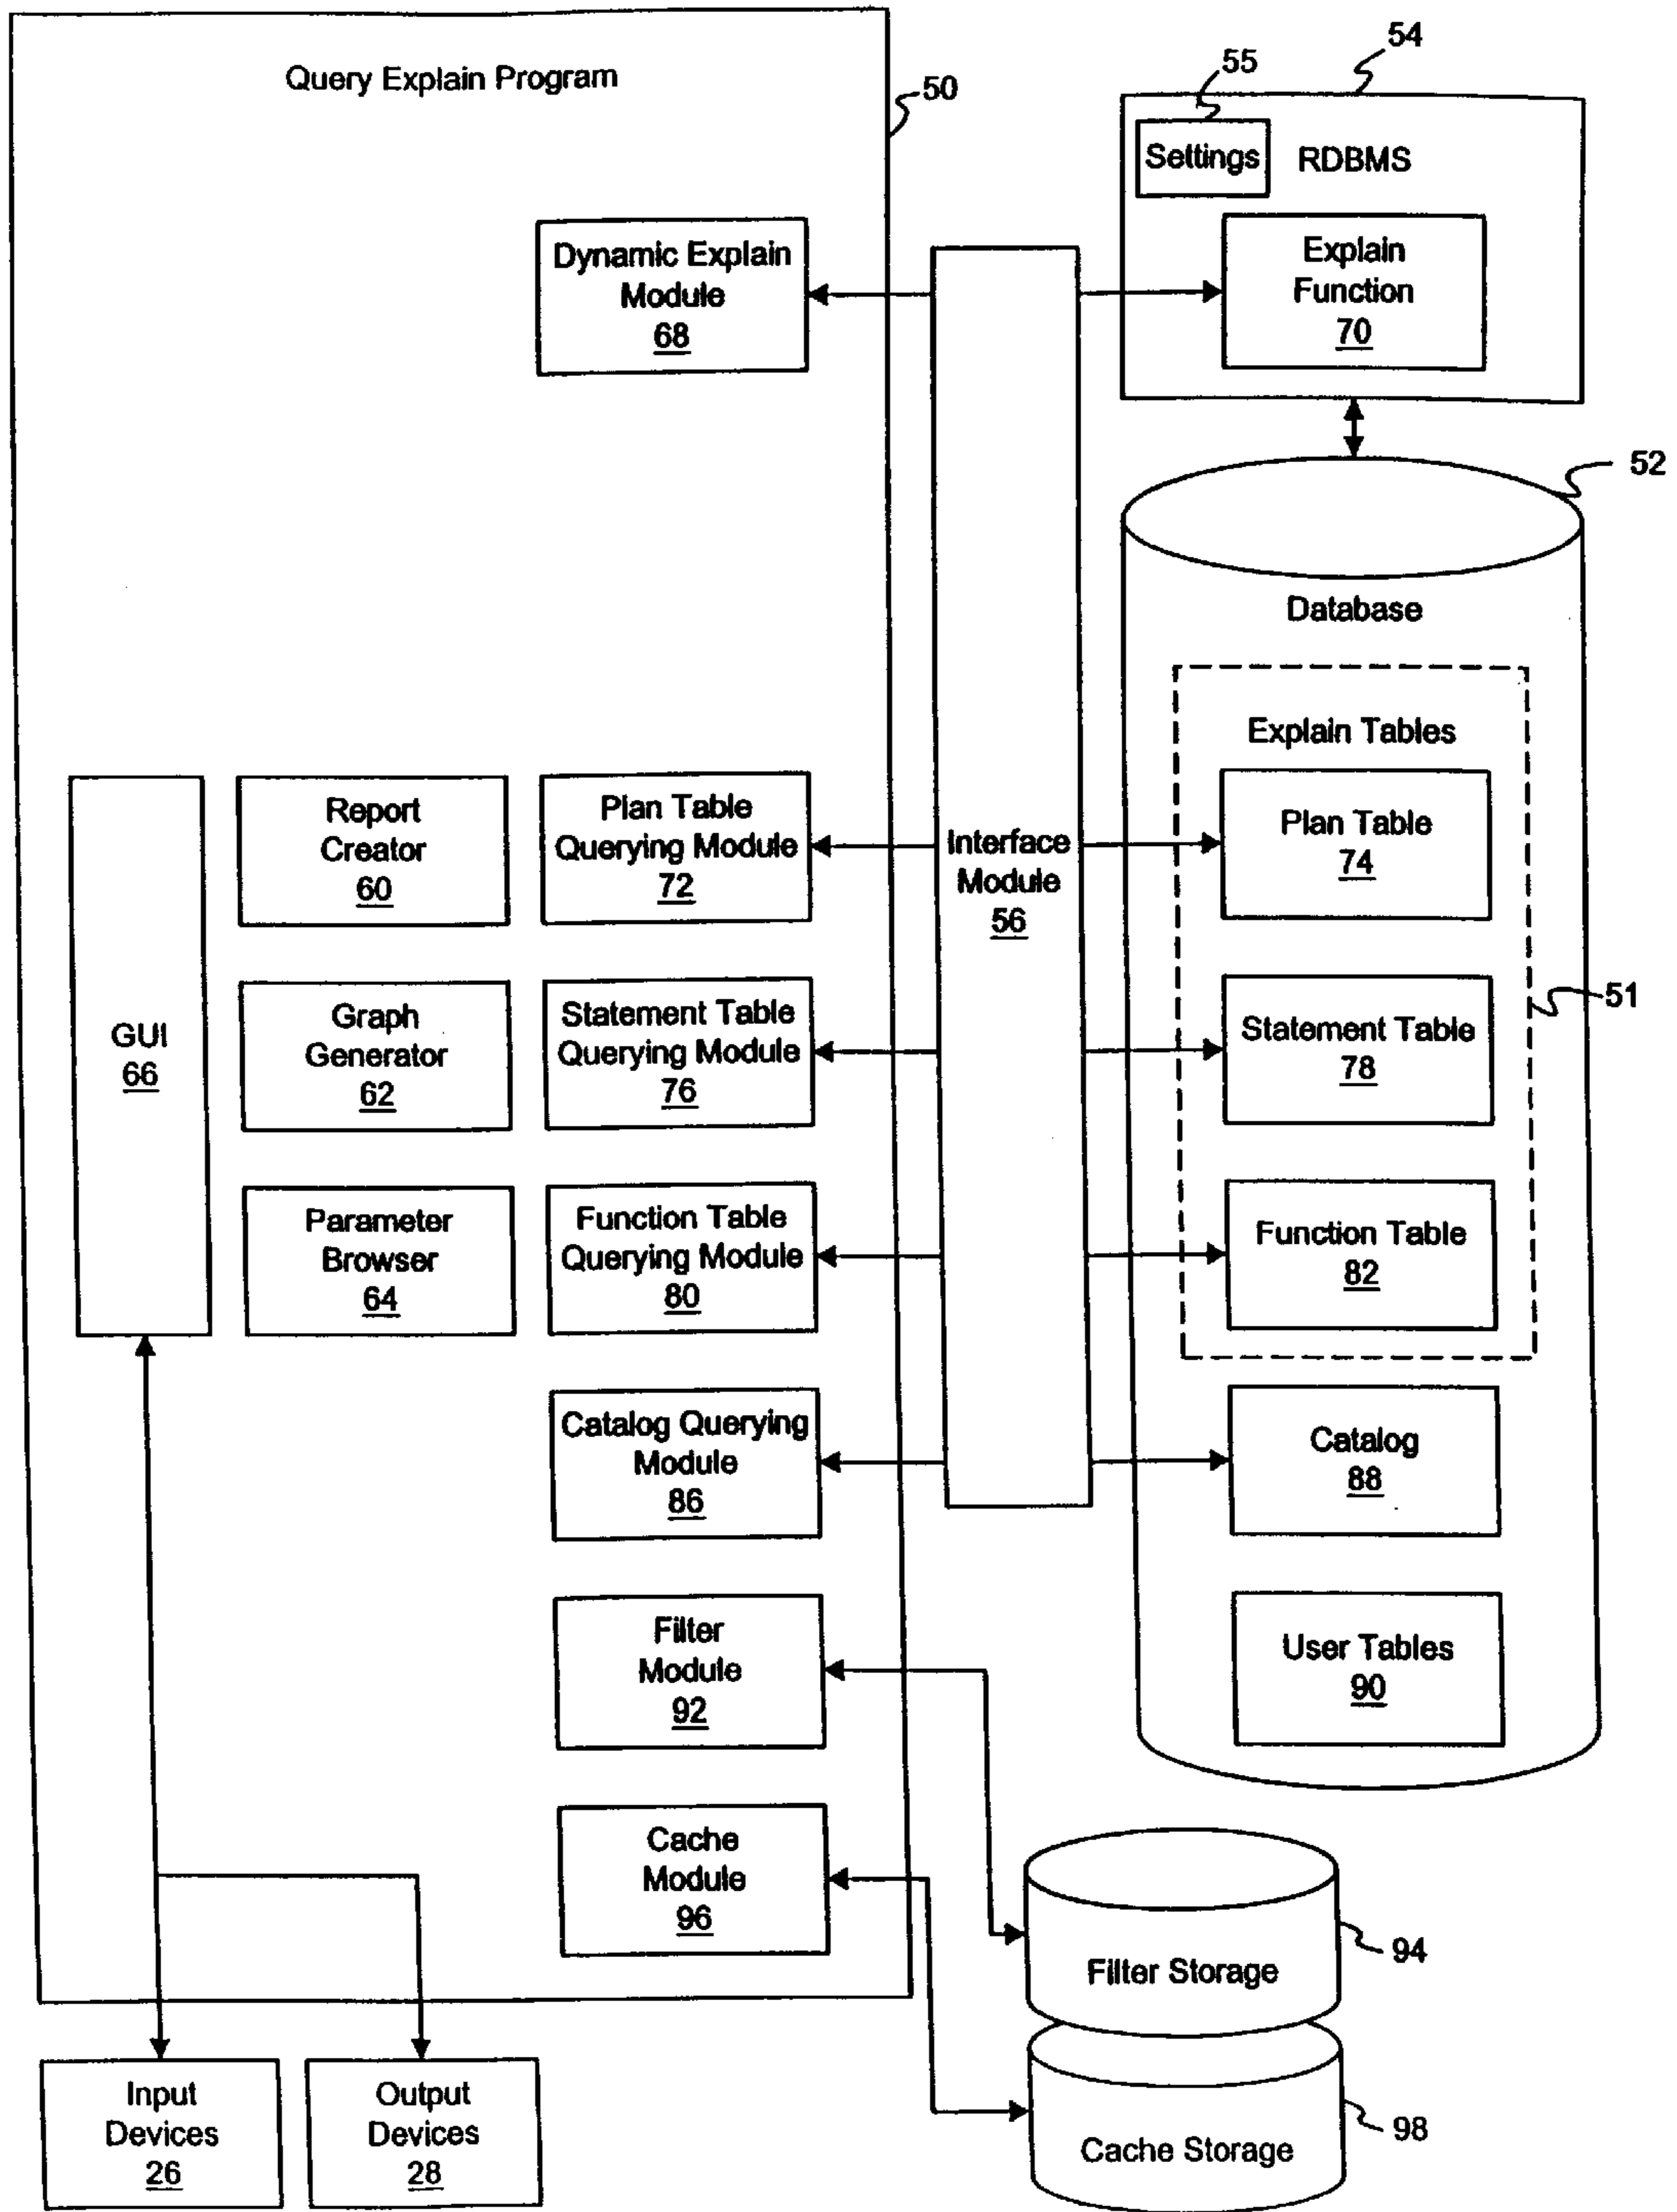 Query Explain Program
50
54
55
Settings
RDBMS
Explain
Function
70
Dynamic Explain
Module
68
52
Database
Explain Tables
Report
Creator
60
Plan Table
Querying Module
72
Interface
Module
56
Plan Table
74
GUI
66
Graph
Generator
62
Statement Table
Querying Module
76
Statement Table
78
51
Parameter
Browser
64
Function Table
Querying Module
80
Function Table
82
Catalog Querying
Module
86
Catalog
88
Filter
Module
92
User Tables
90
Cache
Module
96
Filter Storage
94
Input
Devices
26
Output
Devices
28
Cache Storage
98